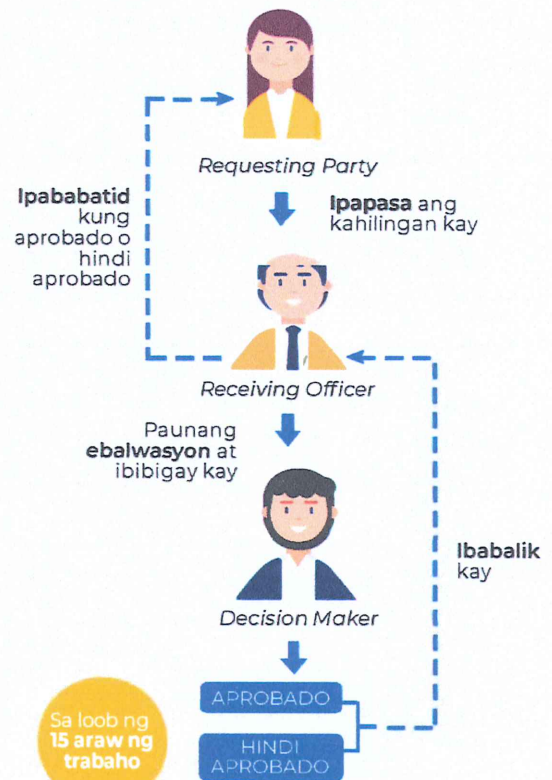 Requesting Party
Ipapasa ang
kahilingan kay
Ipababatid
kung
aprobado o
hindi
aprobado
Receiving Officer
Paunang
ebalwasyon at
ibibigay kay
Ibabalik
kay
Decision Maker
APROBADO
HINDI
APROBADO
Sa loob ng
15 araw ng
trabaho